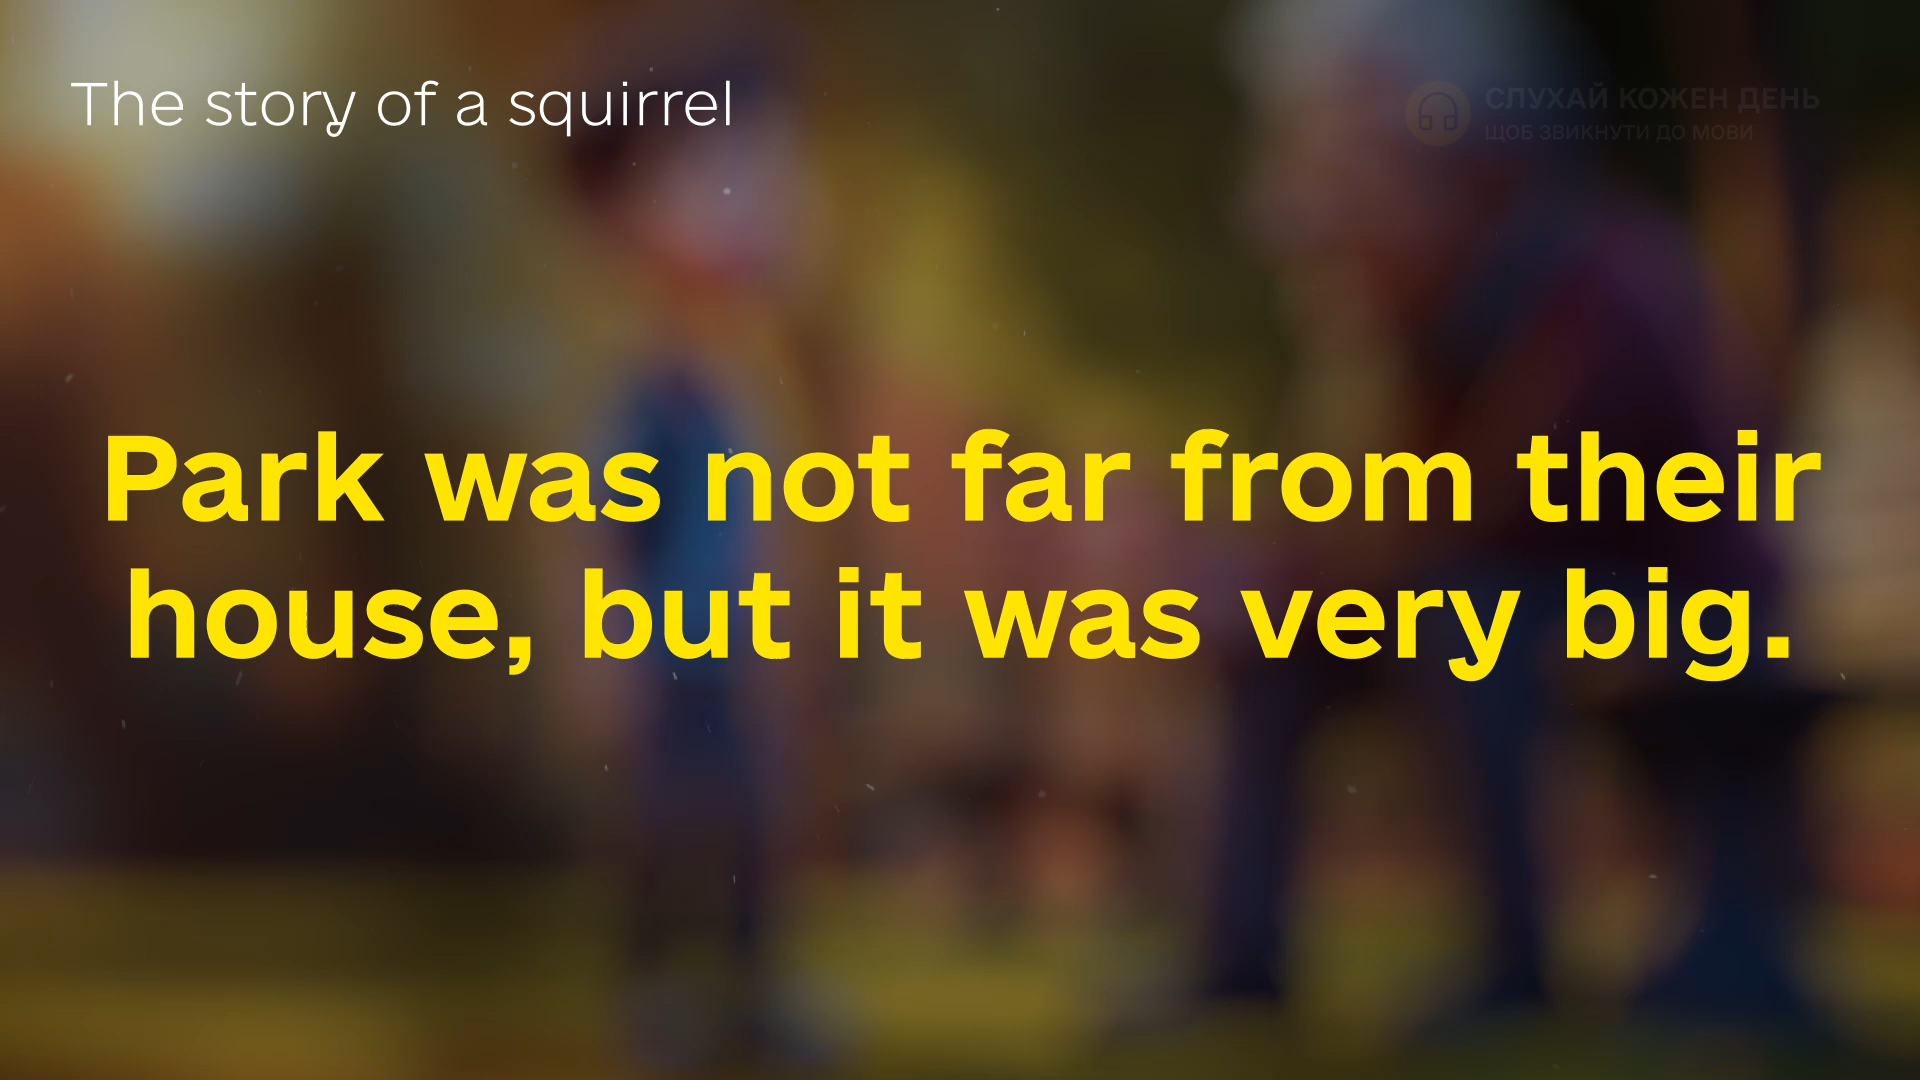 The story of a squirrel
СЛУХАЙ КОЖЕН ДЕНЬ
ЩОБ ЗВИКНУТИ ДО МОВИ
Park was not far from their
house, but it was very big.